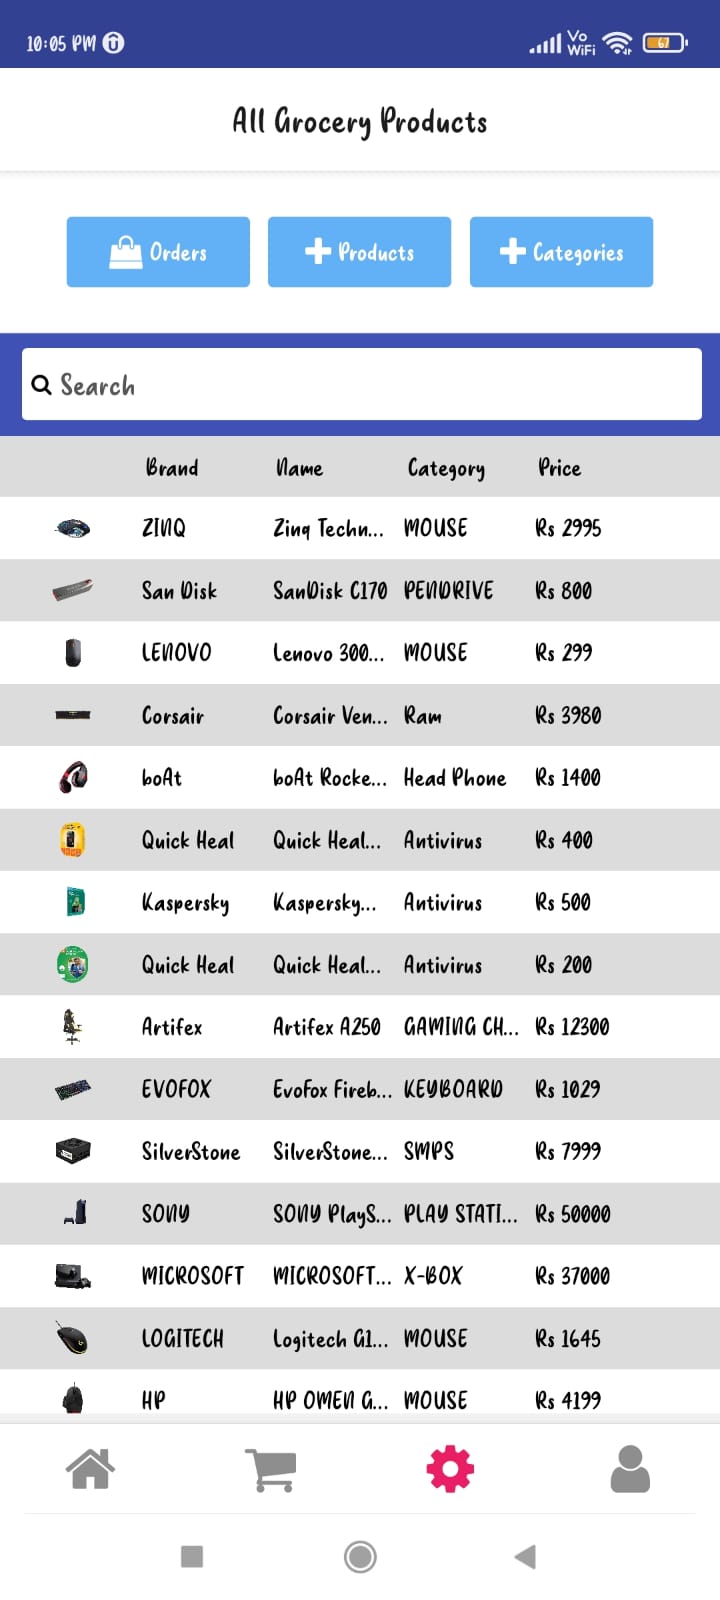 10:05 PM
Vo WiFi 67
All Grocery Products
Orders Products Categories
Search
Brand Name Category Price
ZINQ Zinq Techn... MOUSE Rs 2995
San Disk SanDisk C170 PENDRIVE Rs 800
LENOVO Lenovo 300... MOUSE Rs 299
Corsair Corsair Ven... Ram Rs 3980
boAt boAt Rocke... Head Phone Rs 1400
Quick Heal Quick Heal... Antivirus Rs 400
Kaspersky Kaspersky... Antivirus Rs 500
Quick Heal Quick Heal... Antivirus Rs 200
Artifex Artifex A250 GAMING CH... Rs 12300
EVOFOX EvoFox Fireb... KEYBOARD Rs 1029
SilverStone SilverStone... SMPS Rs 7999
SONY SONY PlayS... PLAY STATI... Rs 50000
MICROSOFT MICROSOFT... X-BOX Rs 37000
LOGITECH Logitech G1... MOUSE Rs 1645
HP HP OMEN G... MOUSE Rs 4199